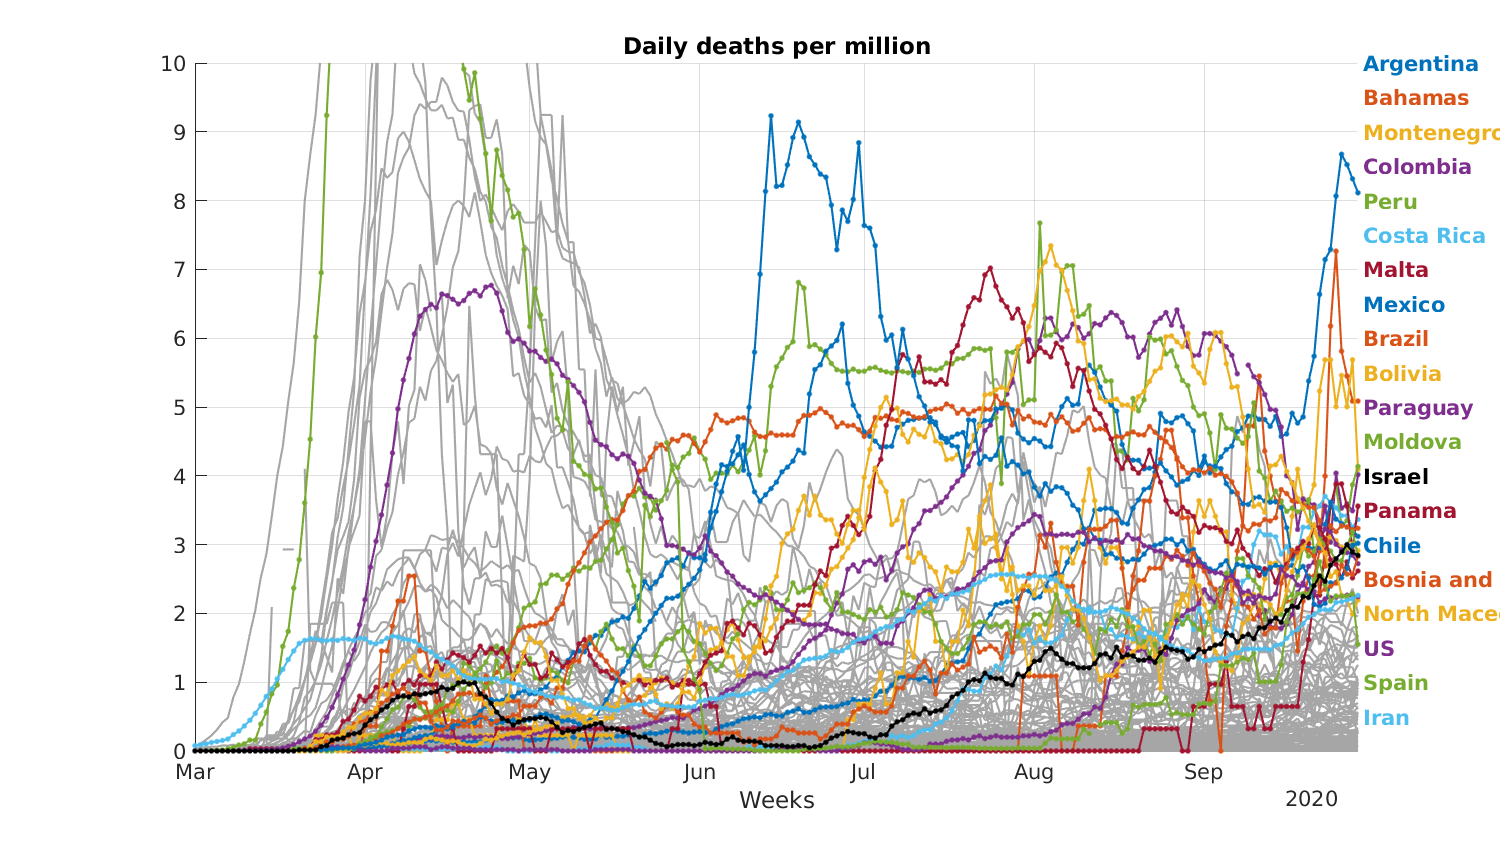 Daily deaths per million
10
9
8
7
6
5
4
3
2
1
0
Mar
Apr
May
Jun
Jul
Aug
Sep
Weeks
2020
Argentina
Bahamas
Montenegro
Colombia
Peru
Costa Rica
Malta
Mexico
Brazil
Bolivia
Paraguay
Moldova
Israel
Panama
Chile
Bosnia and
North Mace
US
Spain
Iran